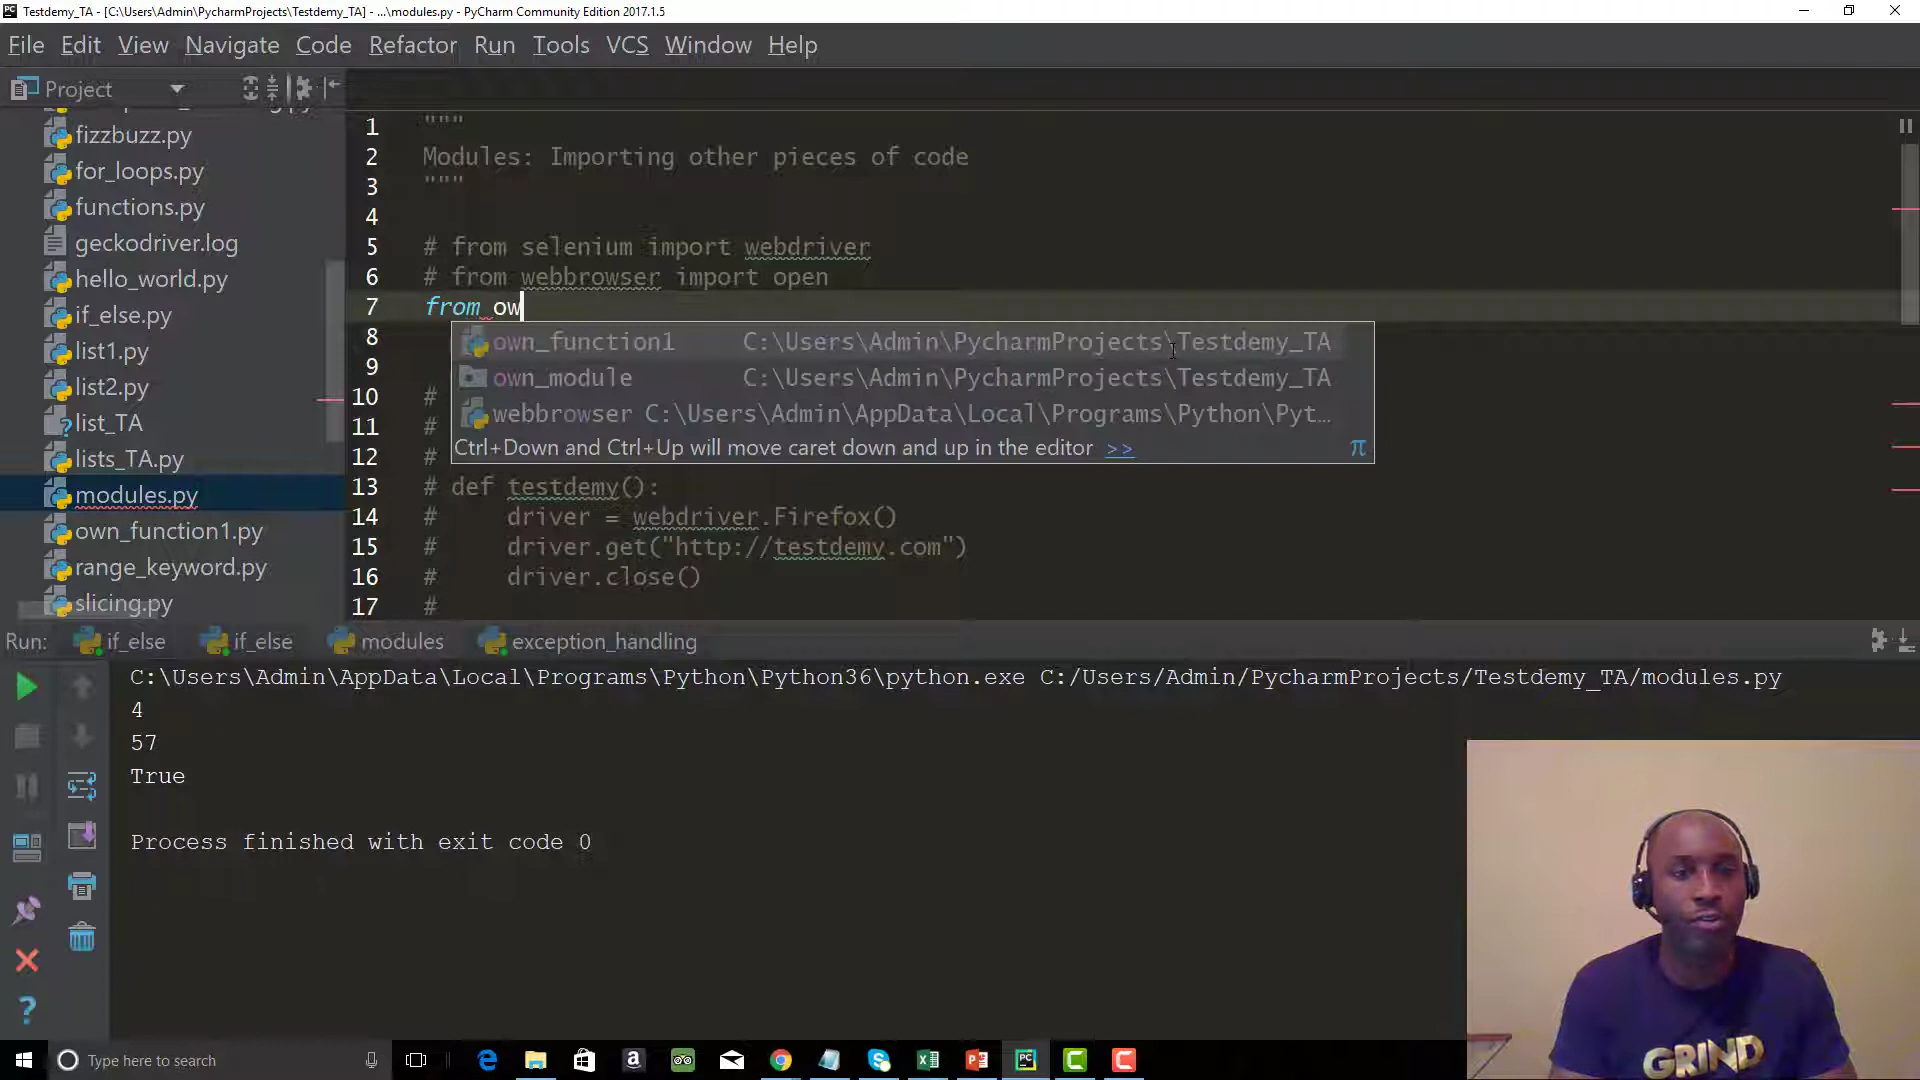 Testdemy_TA - [C:\Users\Admin\PycharmProjects\Testdemy_TA] - ...\modules.py - PyCharm Community Edition 2017.1.5
File Edit View Navigate Code Refactor Run Tools VCS Window Help
Project
fizzbuzz.py
for_loops.py
functions.py
geckodriver.log
hello_world.py
if_else.py
list1.py
list2.py
list_TA
lists_TA.py
modules.py
own_function1.py
range_keyword.py
slicing.py
1 """
2 Modules: Importing other pieces of code
3 """
4
5 # from selenium import webdriver
6 # from webbrowser import open
7 from ow
8
9
10 #
11 #
12 #
13 # def testdemy():
14 # driver = webdriver.Firefox()
15 # driver.get("http://testdemy.com")
16 # driver.close()
17 #
own_function1 C:\Users\Admin\PycharmProjects\Testdemy_TA
own_module C:\Users\Admin\PycharmProjects\Testdemy_TA
webbrowser C:\Users\Admin\AppData\Local\Programs\Python\Pyt...
Ctrl+Down and Ctrl+Up will move caret down and up in the editor >> π
Run: if_else if_else modules exception_handling
C:\Users\Admin\AppData\Local\Programs\Python\Python36\python.exe C:/Users/Admin/PycharmProjects/Testdemy_TA/modules.py
4
57
True
Process finished with exit code 0
GRIND
Type here to search